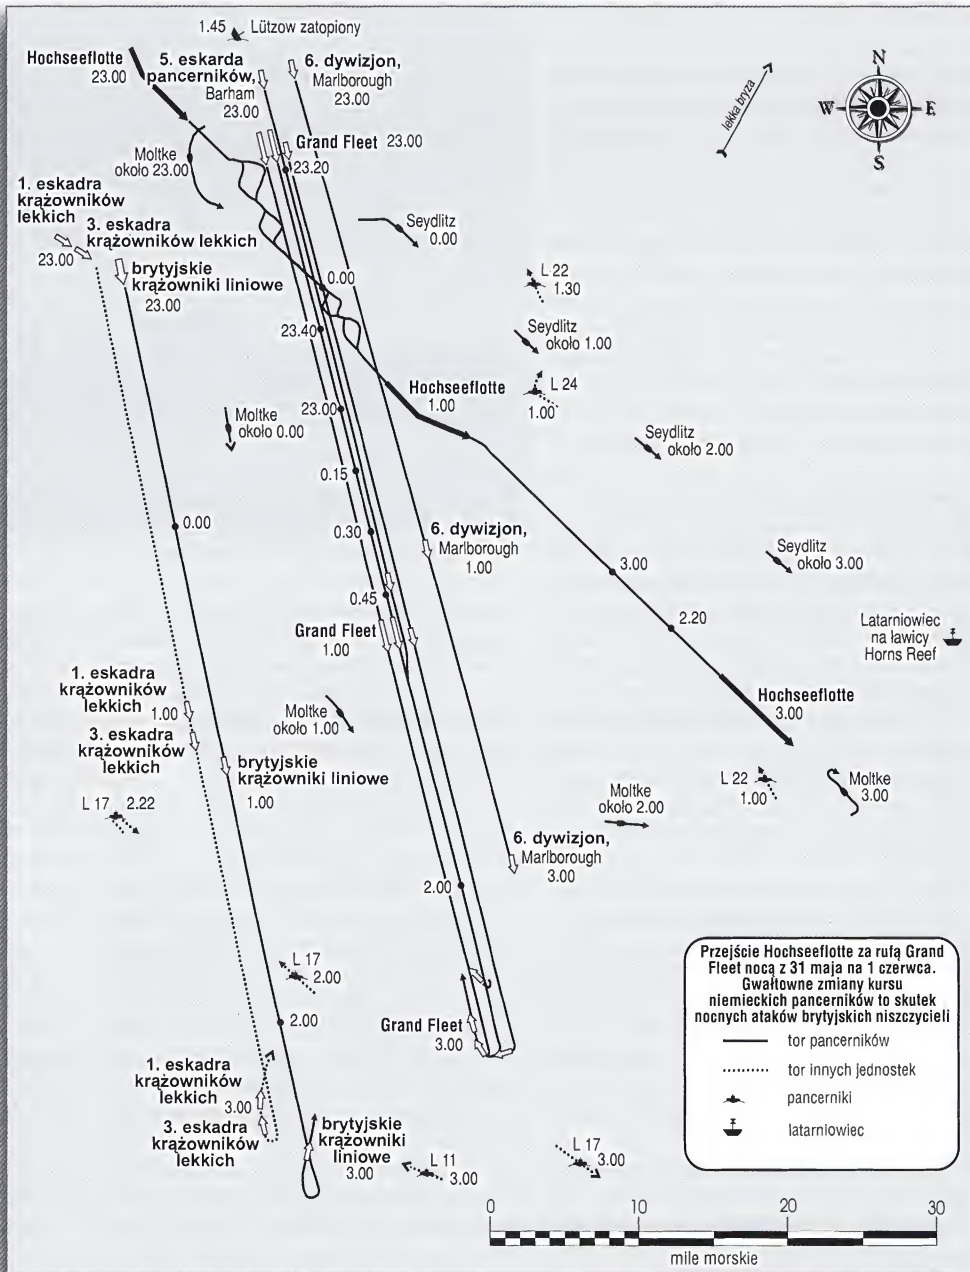 1.45 Lützow zatopiony
Hochseeflotte
23.00
5. eskarda
pancerników,
Barham
23.00
6. dywizjon,
Marlborough
23.00
Grand Fleet 23.00
23.20
lekka bryza
N
W E
S
Moltke
około 23.00
1. eskadra
krążowników
lekkich
23.00
3. eskadra
krążowników lekkich
brytyjskie
krążowniki liniowe
23.00
Seydlitz
0.00
L 22
1.30
0.00
23.40
Seydlitz
około 1.00
Hochseeflotte
1.00
L 24
1.00
23.00
Moltke
około 0.00
Seydlitz
około 2.00
0.15
0.00
0.30
6. dywizjon,
Marlborough
1.00
0.45
3.00
Seydlitz
około 3.00
2.20
Latarniowiec
na ławicy
Horns Reef
Grand Fleet
1.00
1. eskadra
krążowników
lekkich
1.00
3. eskadra
krążowników
lekkich
Moltke
około 1.00
Hochseeflotte
3.00
brytyjskie
krążowniki liniowe
1.00
L 17 2.22
L 22
1.00
Moltke
3.00
Moltke
około 2.00
6. dywizjon,
Marlborough
3.00
2.00
L 17
2.00
2.00
Grand Fleet
3.00
1. eskadra
krążowników
lekkich
3.00
3. eskadra
krążowników
lekkich
brytyjskie
krążowniki
liniowe
3.00
L 11
3.00
L 17
3.00
Przejście Hochseeflotte za rufą Grand
Fleet nocą z 31 maja na 1 czerwca.
Gwałtowne zmiany kursu
niemieckich pancerników to skutek
nocnych ataków brytyjskich niszczycieli
tor pancerników
tor innych jednostek
pancerniki
latarniowiec
0 10 20 30
mile morskie